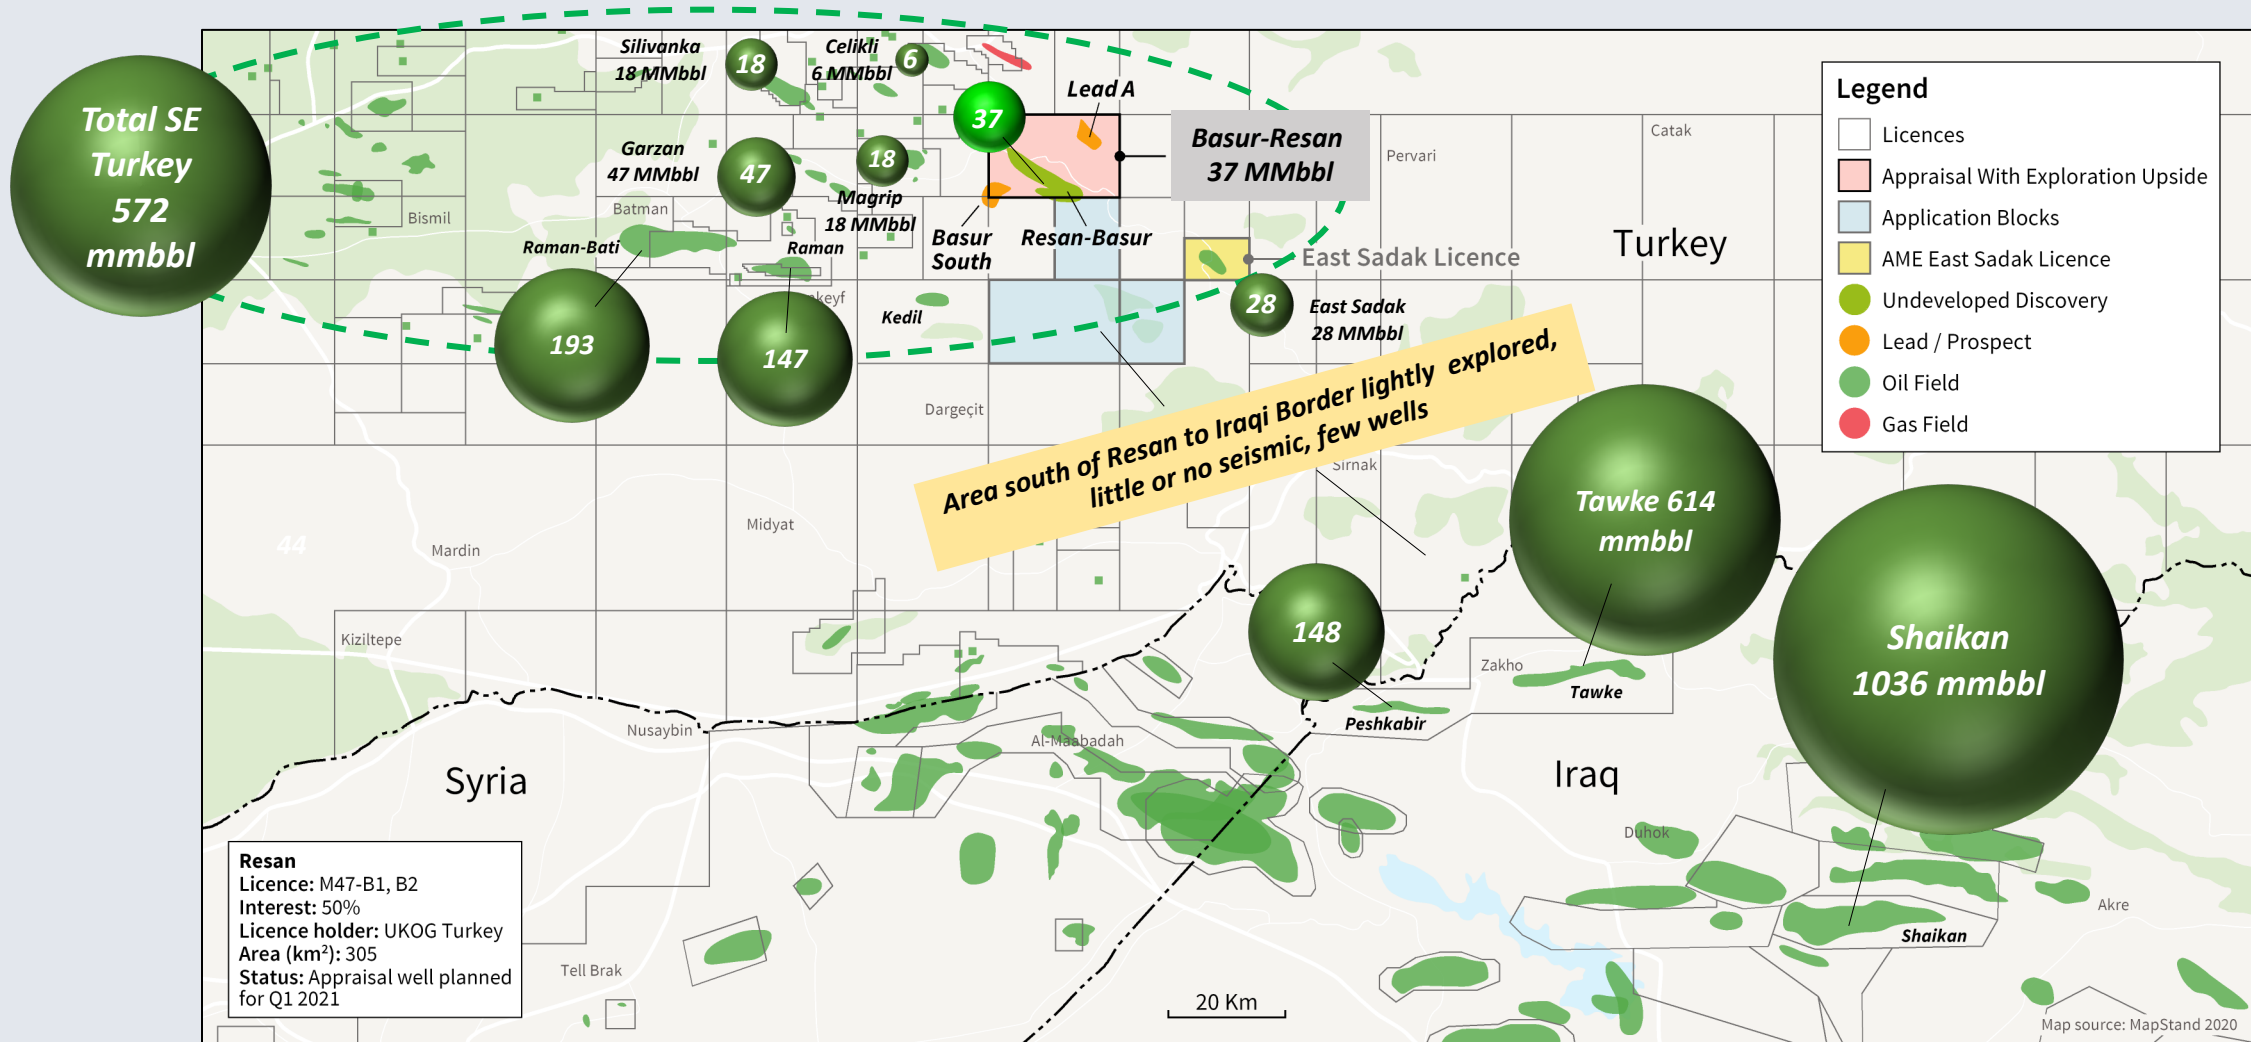 Total SE
Turkey
572
mmbbl
Silivanka
18 MMbbl
18
Celikli
6 MMbbl
6
37
Lead A
Basur-Resan
37 MMbbl
Garzan
47 MMbbl
47
18
Magrip
18 MMbbl
Batman
Bismil
Raman-Bati
Raman
Basur
South
Resan-Basur
East Sadak Licence
Pervari
Catak
Turkey
193
147
keyf
Kedil
28
East Sadak
28 MMbbl
Dargeçit
Area south of Resan to Iraqi Border lightly explored,
little or no seismic, few wells
Sirnak
Legend
Licences
Appraisal With Exploration Upside
Application Blocks
AME East Sadak Licence
Undeveloped Discovery
Lead / Prospect
Oil Field
Gas Field
Tawke 614
mmbbl
Shaikan
1036 mmbbl
44
Mardin
Midyat
Kiziltepe
148
Zakho
Tawke
Peshkabir
Nusaybin
Al-Maabadah
Syria
Iraq
Duhok
Akre
Shaikan
Resan
Licence: M47-B1, B2
Interest: 50%
Licence holder: UKOG Turkey
Area (km²): 305
Status: Appraisal well planned
for Q1 2021
Tell Brak
20 Km
Map source: MapStand 2020